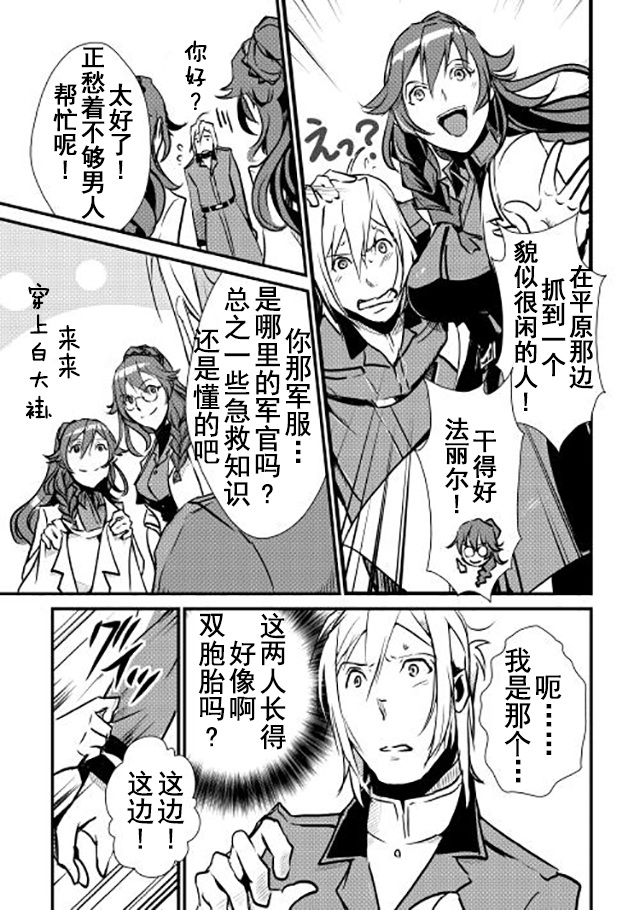 在平原那边
抓到一个
貌似很闲的人！
えっ？
干得好
法丽尔！
你好？
太好了！
正愁着不够男人
帮忙呢！
你那军服…
是哪里的军官吗？
总之一些急救知识
还是懂的吧
来来
穿上白大褂
呃……
我是那个…
这两人长得
好像啊
双胞胎吗？
グイッ
这边！
这边！